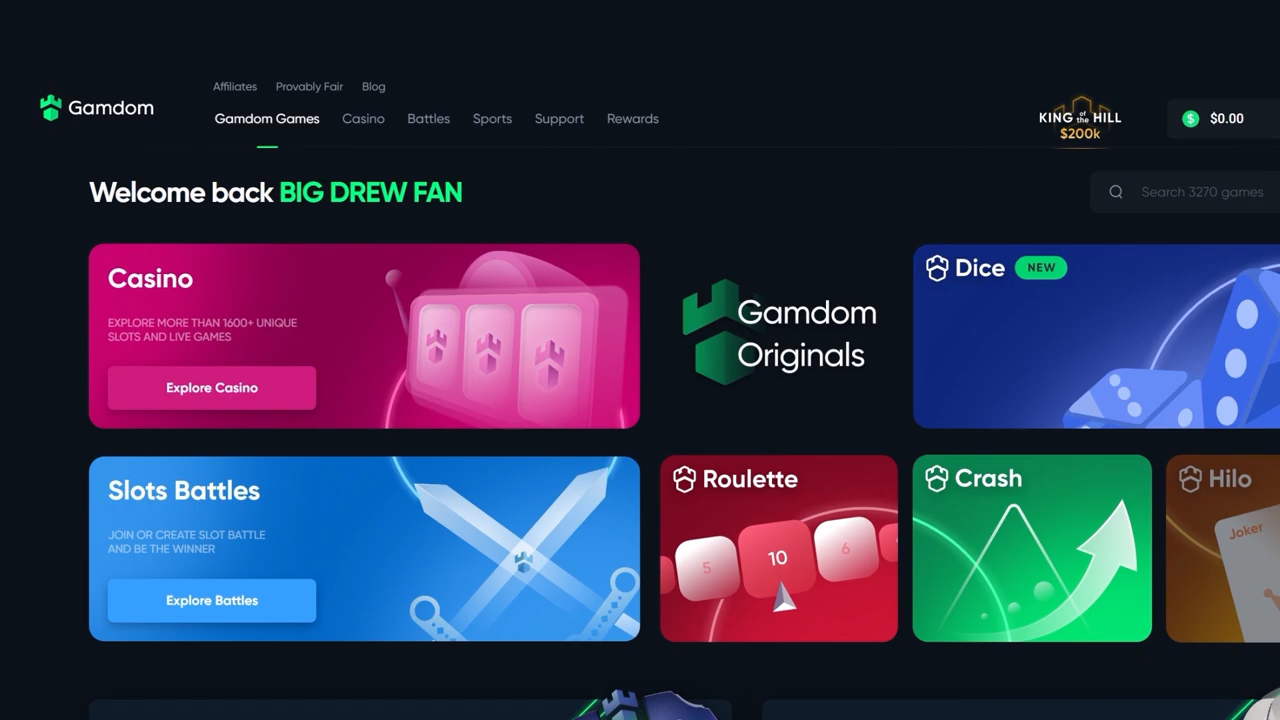 Affiliates Provably Fair Blog
Gamdom
Gamdom Games Casino Battles Sports Support Rewards
KING of the HILL
$200k
$ $0.00
Welcome back BIG DREW FAN
Search 3270 games
Casino
EXPLORE MORE THAN 1600+ UNIQUE
SLOTS AND LIVE GAMES
Explore Casino
Gamdom
Originals
Dice NEW
Slots Battles
JOIN OR CREATE SLOT BATTLE
AND BE THE WINNER
Explore Battles
Roulette
5 10 6
Crash
Hilo
Joker